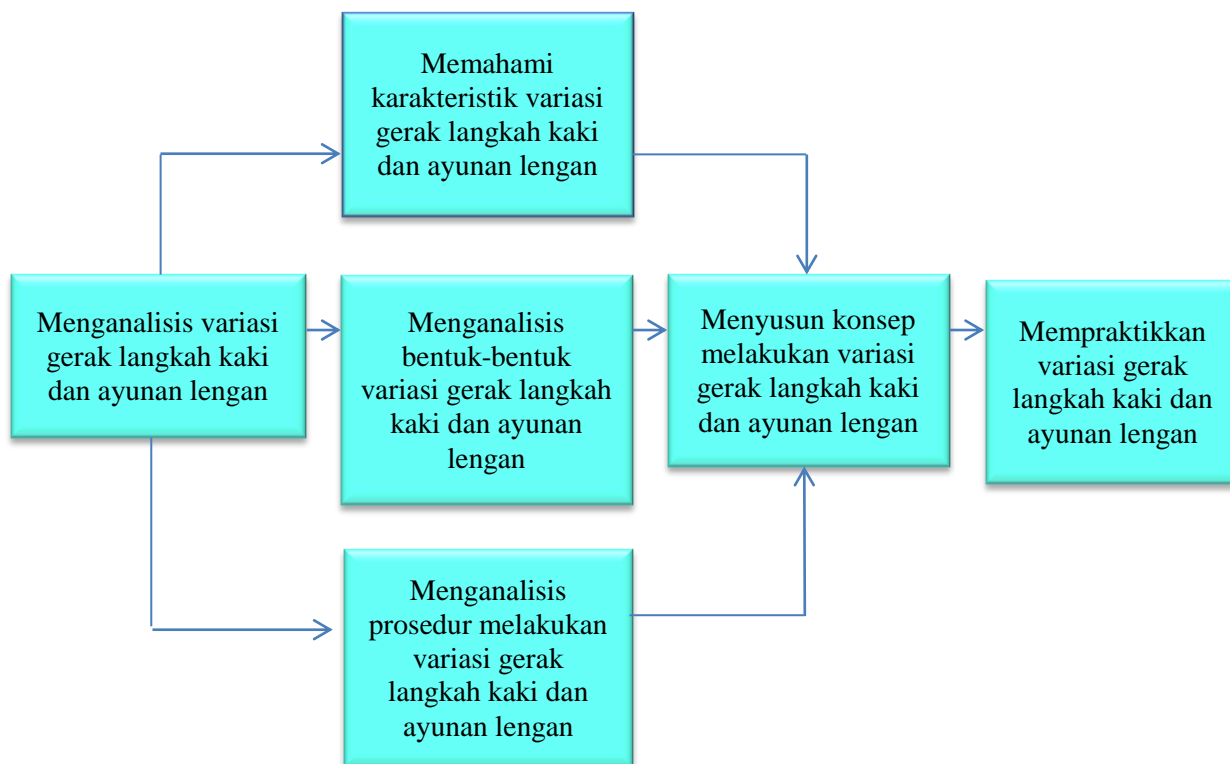 Memahami
karakteristik variasi
gerak langkah kaki
dan ayunan lengan
Menganalisis variasi
gerak langkah kaki
dan ayunan lengan
Menganalisis
bentuk-bentuk
variasi gerak langkah
kaki dan ayunan
lengan
Menyusun konsep
melakukan variasi
gerak langkah kaki
dan ayunan lengan
Mempraktikkan
variasi gerak
langkah kaki dan
ayunan lengan
Menganalisis
prosedur melakukan
variasi gerak
langkah kaki dan
ayunan lengan